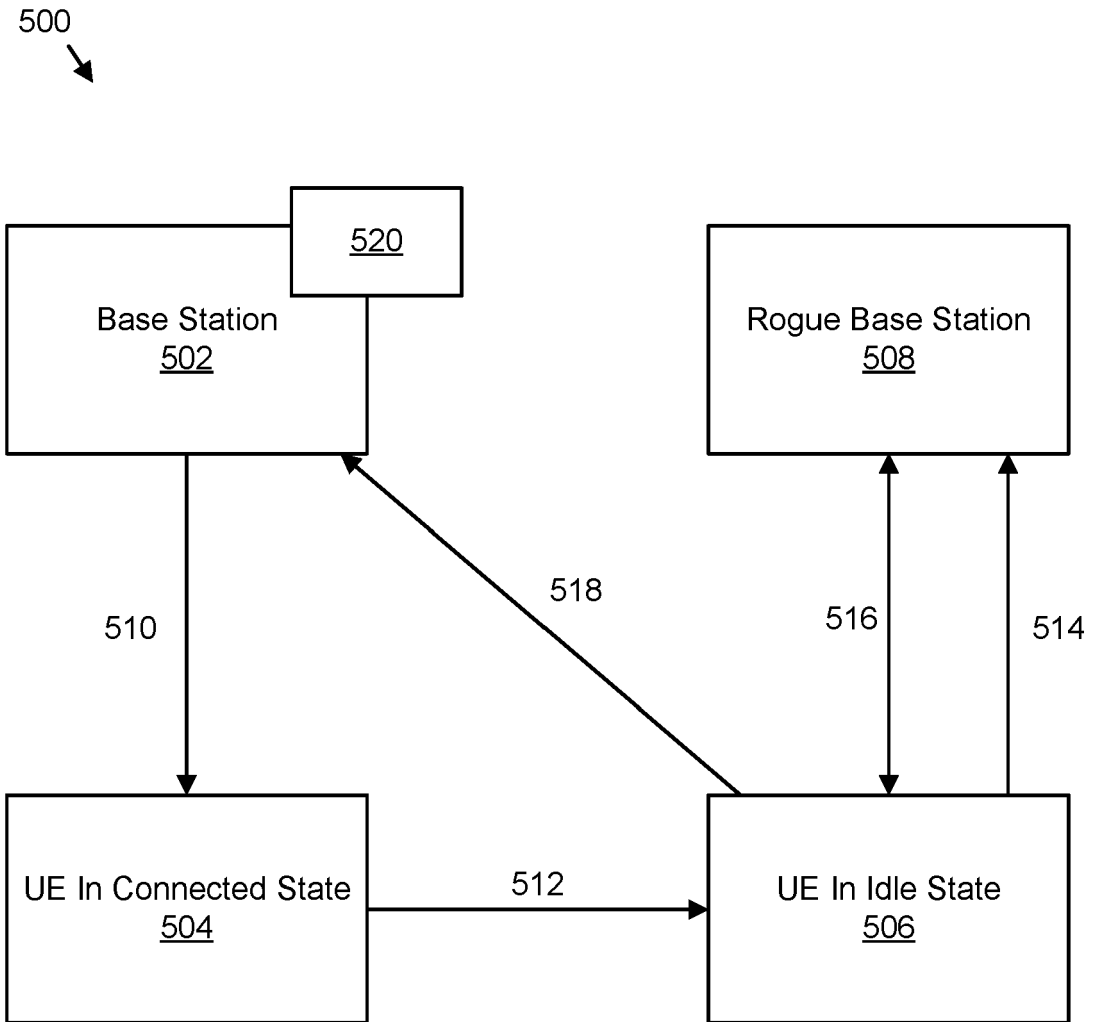 500
520
Base Station
502
Rogue Base Station
508
510
518
516
514
UE In Connected State
504
512
UE In Idle State
506